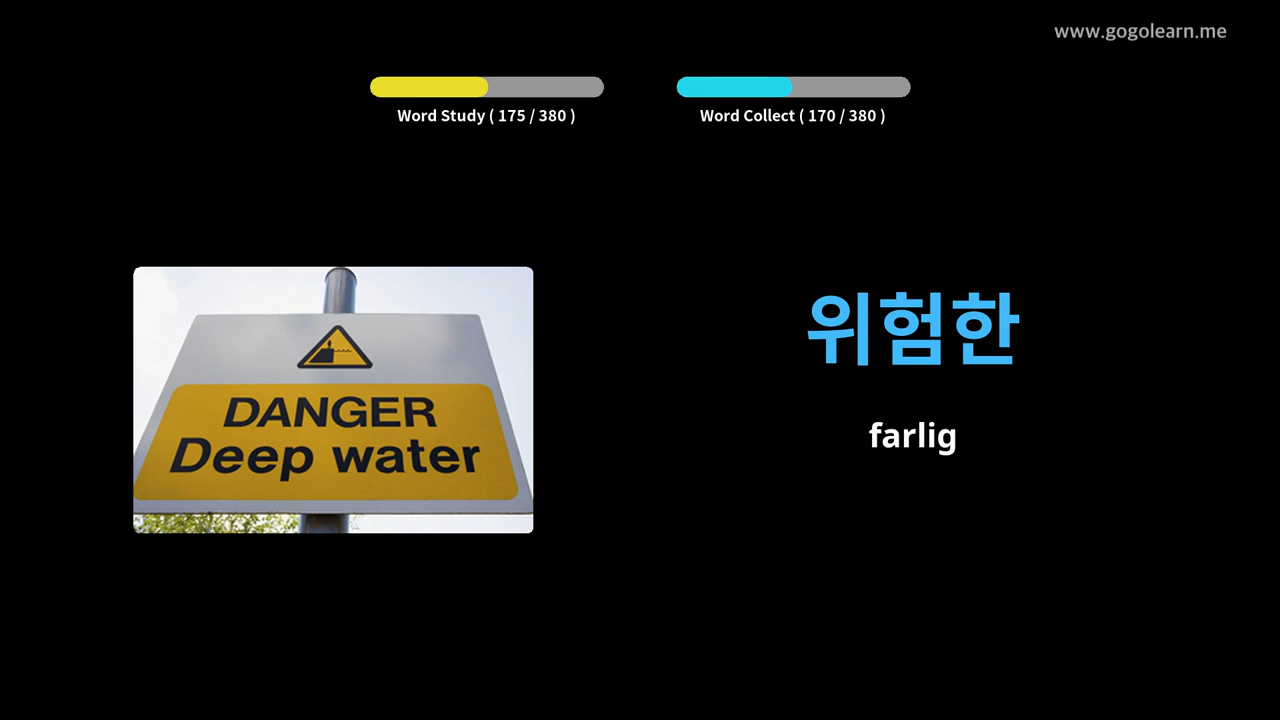 www.gogolearn.me
Word Study ( 175 / 380 )
Word Collect ( 170 / 380 )
DANGER
Deep water
위험한
farlig